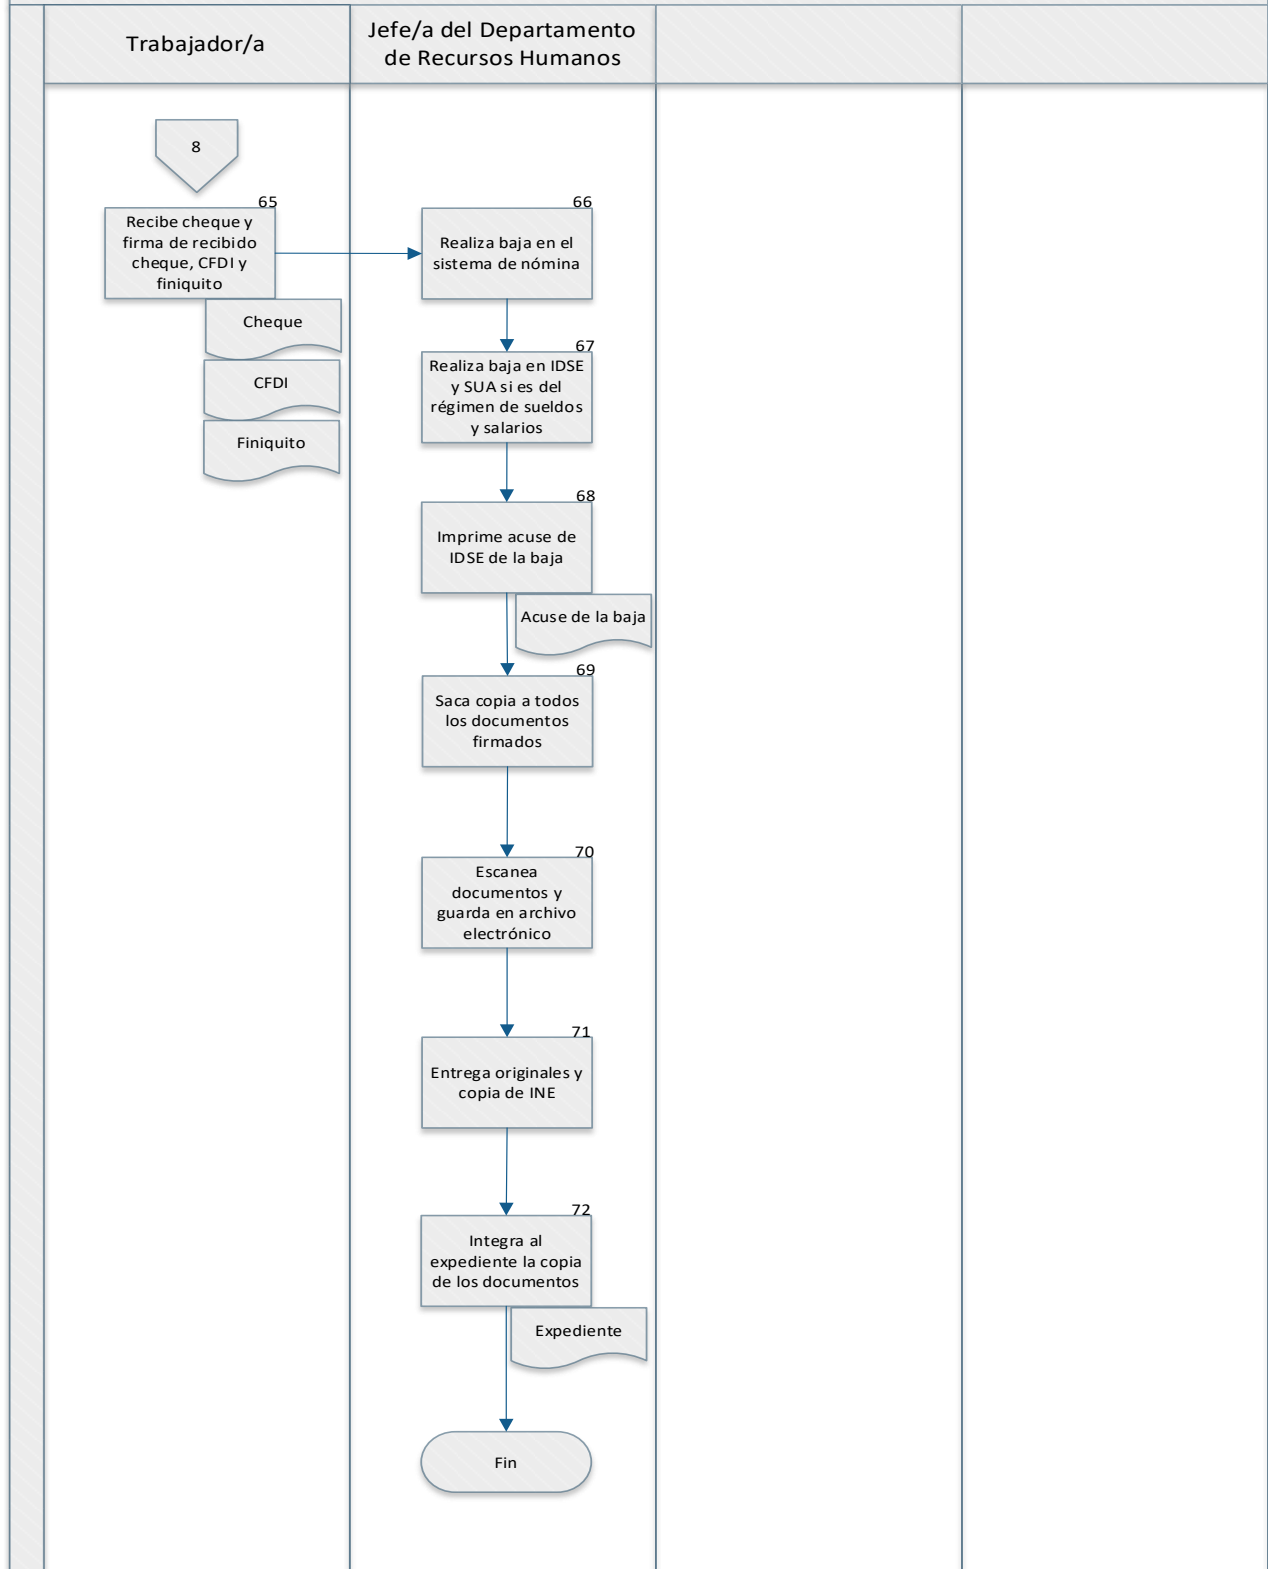 Trabajador/a
Jefe/a del Departamento
de Recursos Humanos
8
65
Recibe cheque y
firma de recibido
cheque, CFDI y
finiquito
Cheque
CFDI
Finiquito
66
Realiza baja en el
sistema de nómina
67
Realiza baja en IDSE
y SUA si es del
régimen de sueldos
y salarios
68
Imprime acuse de
IDSE de la baja
Acuse de la baja
69
Saca copia a todos
los documentos
firmados
70
Escanea
documentos y
guarda en archivo
electrónico
71
Entrega originales y
copia de INE
72
Integra al
expediente la copia
de los documentos
Expediente
Fin